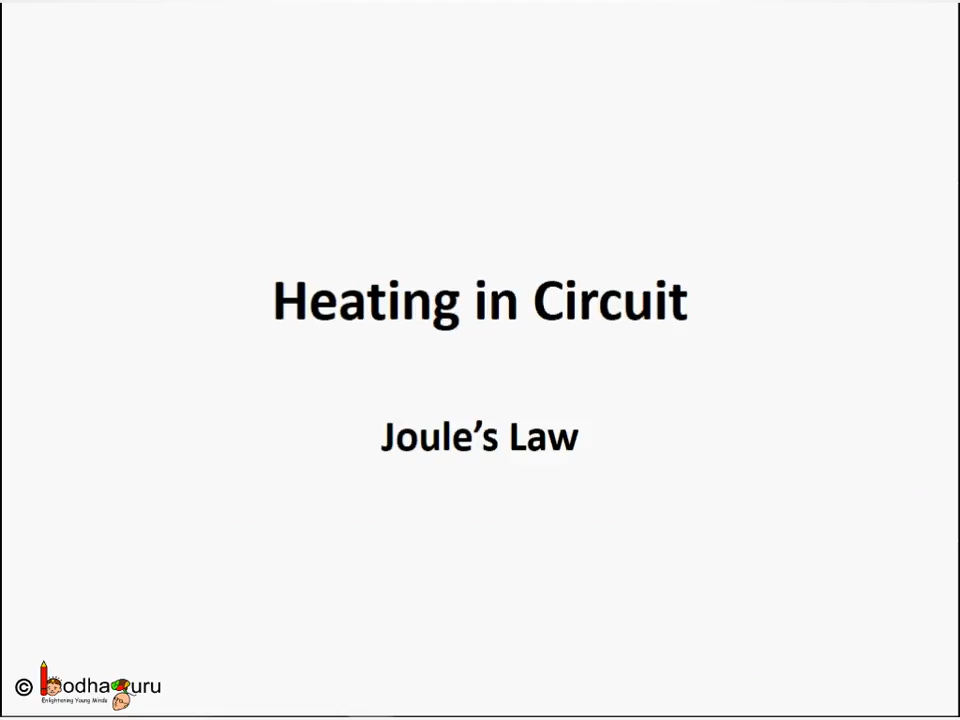 Heating in Circuit
Joule's Law
© BodhaGuru
Enlightening Young Minds